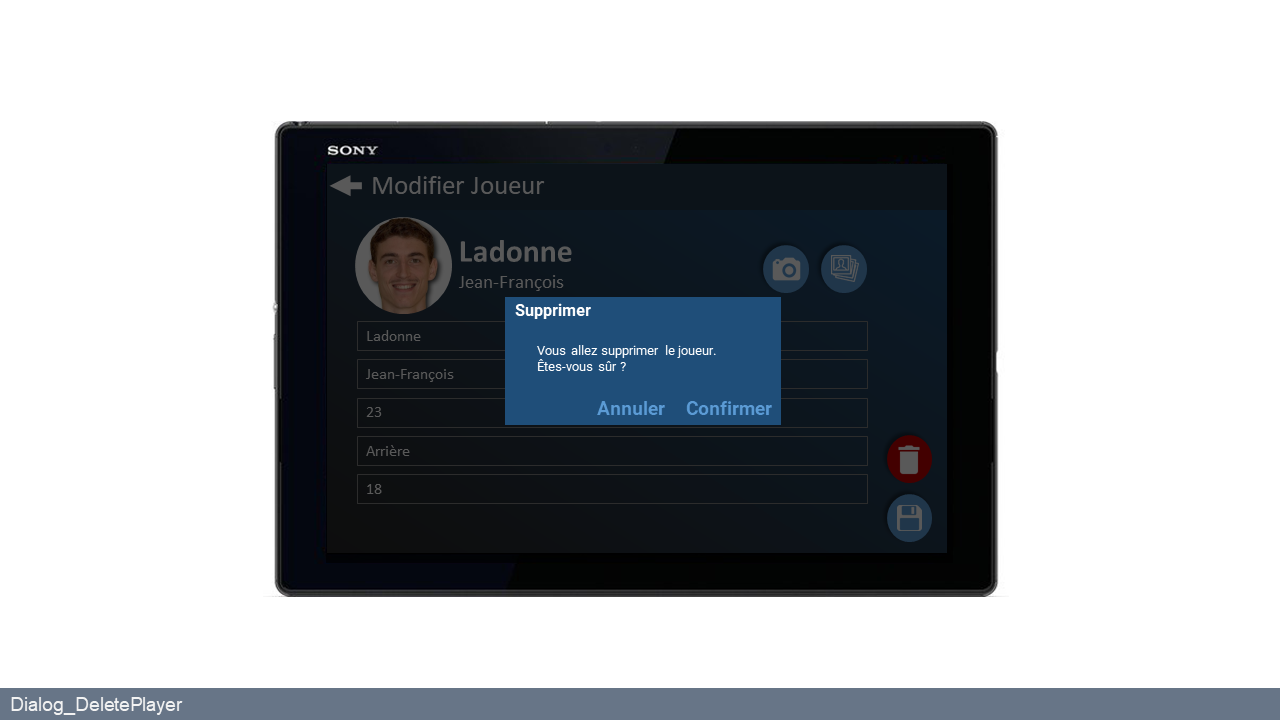 SONY
Modifier Joueur
Ladonne
Jean-François
Supprimer
Vous allez supprimer le joueur.
Êtes-vous sûr ?
Annuler Confirmer
Ladonne
Jean-François
23
Arrière
18
Dialog_DeletePlayer